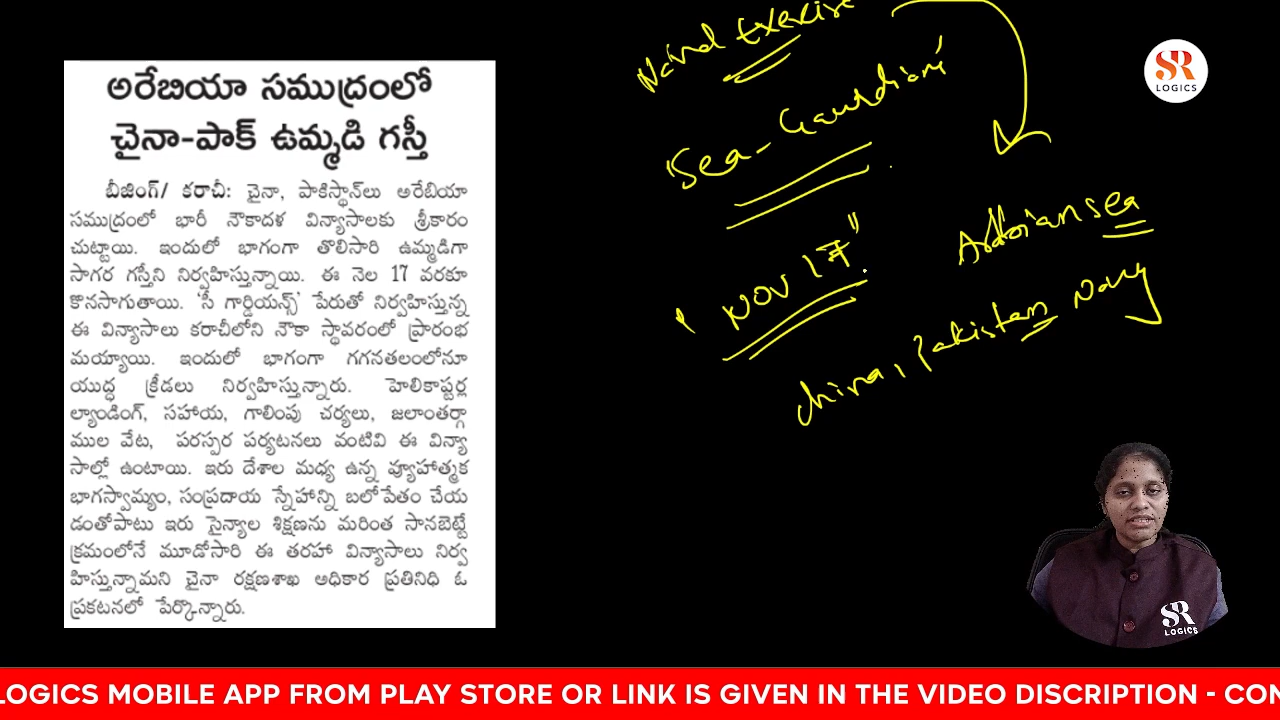 అరేబియా సముద్రంలో
చైనా-పాక్ ఉమ్మడి గస్తీ
బీజింగ్/ కరాచీ: చైనా, పాకిస్థాన్‌లు అరేబియా
సముద్రంలో భారీ నౌకాదళ విన్యాసాలకు శ్రీకారం
చుట్టాయి. ఇందులో భాగంగా తొలిసారి ఉమ్మడిగా
సాగర గస్తీని నిర్వహిస్తున్నాయి. ఈ నెల 17 వరకూ
కొనసాగుతాయి. 'సీ గార్డియన్స్' పేరుతో నిర్వహిస్తున్న
ఈ విన్యాసాలు కరాచీలోని నౌకా స్థావరంలో ప్రారంభ
మయ్యాయి. ఇందులో భాగంగా గగనతలంలోనూ
యుద్ధ క్రీడలు నిర్వహిస్తున్నారు. హెలికాప్టర్ల
ల్యాండింగ్, సహాయ, గాలింపు చర్యలు, జలాంతర్గా
ముల వేట, పరస్పర పర్యటనలు వంటివి ఈ విన్యా
సాల్లో ఉంటాయి. ఇరు దేశాల మధ్య ఉన్న వ్యూహాత్మక
భాగస్వామ్యం, సంప్రదాయ స్నేహాన్ని బలోపేతం చేయ
డంతోపాటు ఇరు సైన్యాల శిక్షణను మరింత సానబెట్టే
క్రమంలోనే మూడోసారి ఈ తరహా విన్యాసాలు నిర్వ
హిస్తున్నామని చైనా రక్షణశాఖ అధికార ప్రతినిధి ఓ
ప్రకటనలో పేర్కొన్నారు.
Naval Exercise
Sea-Gaurdians
"Nov 17"
sea
china, Pakistan Navy
SR
LOGICS
SR
LOGICS
LOGICS MOBILE APP FROM PLAY STORE OR LINK IS GIVEN IN THE VIDEO DISCRIPTION - CON